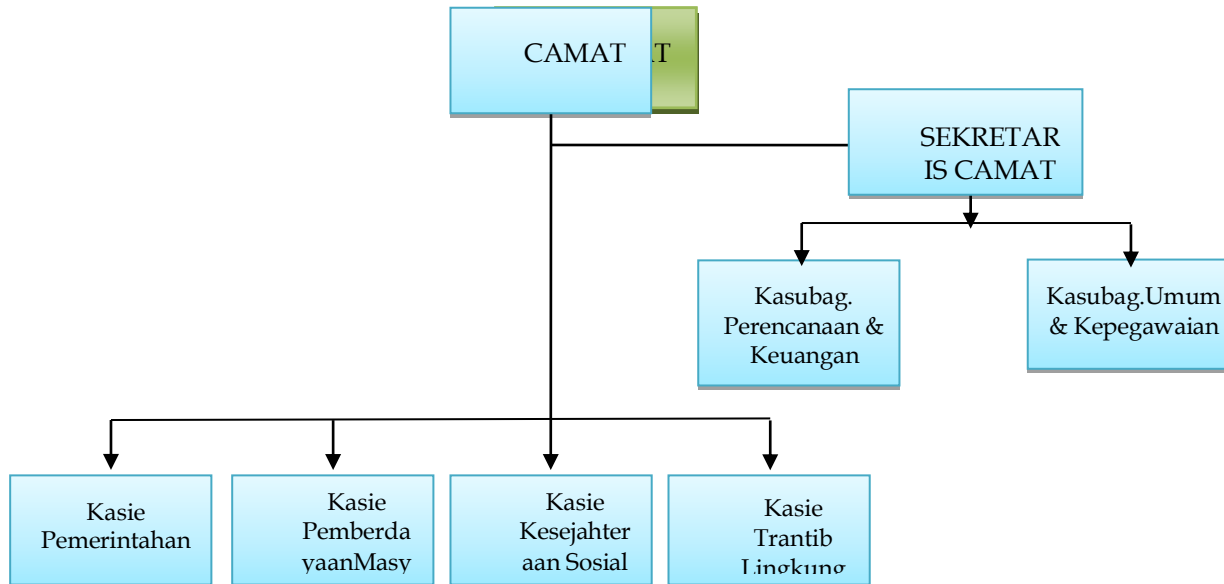 CAMAT
SEKRETAR
IS CAMAT
Kasubag.
Perencanaan &
Keuangan
Kasubag.Umum
& Kepegawaian
Kasie
Pemerintahan
Kasie
Pemberda
yaanMasy
Kasie
Kesejahter
aan Sosial
Kasie
Trantib
Lingkung